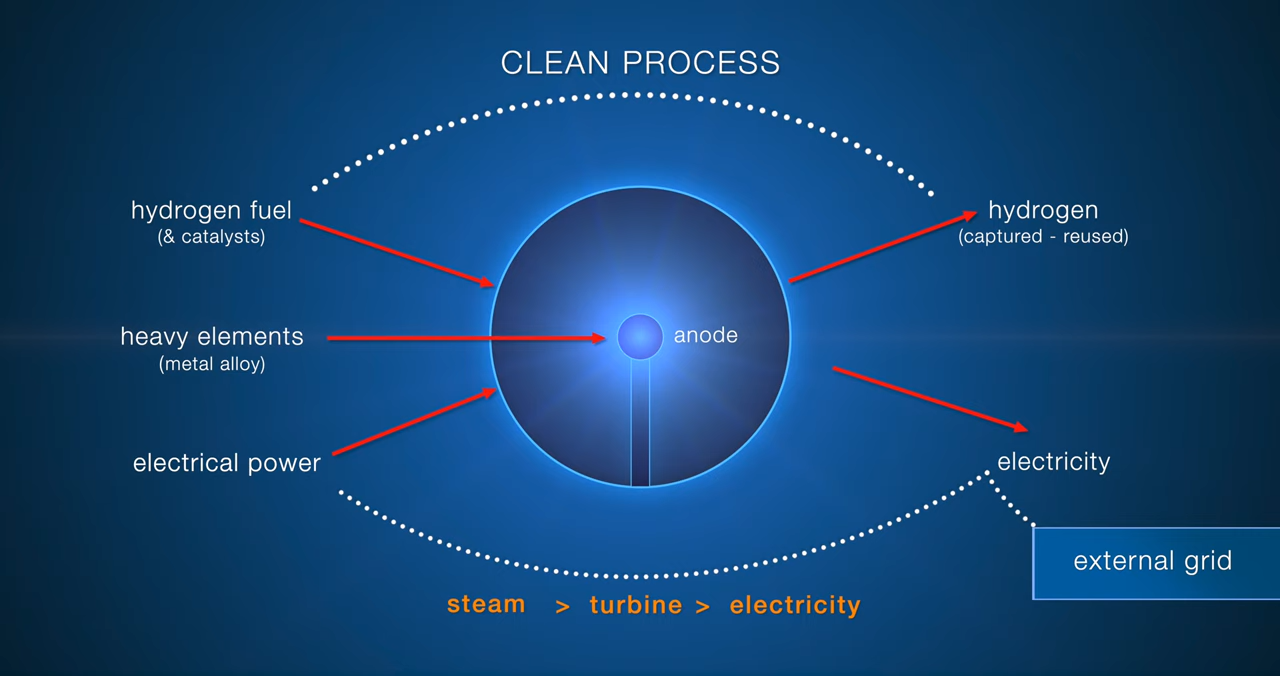 CLEAN PROCESS
hydrogen fuel
(& catalysts)
hydrogen
(captured - reused)
heavy elements
(metal alloy)
anode
electrical power
electricity
external grid
steam > turbine > electricity